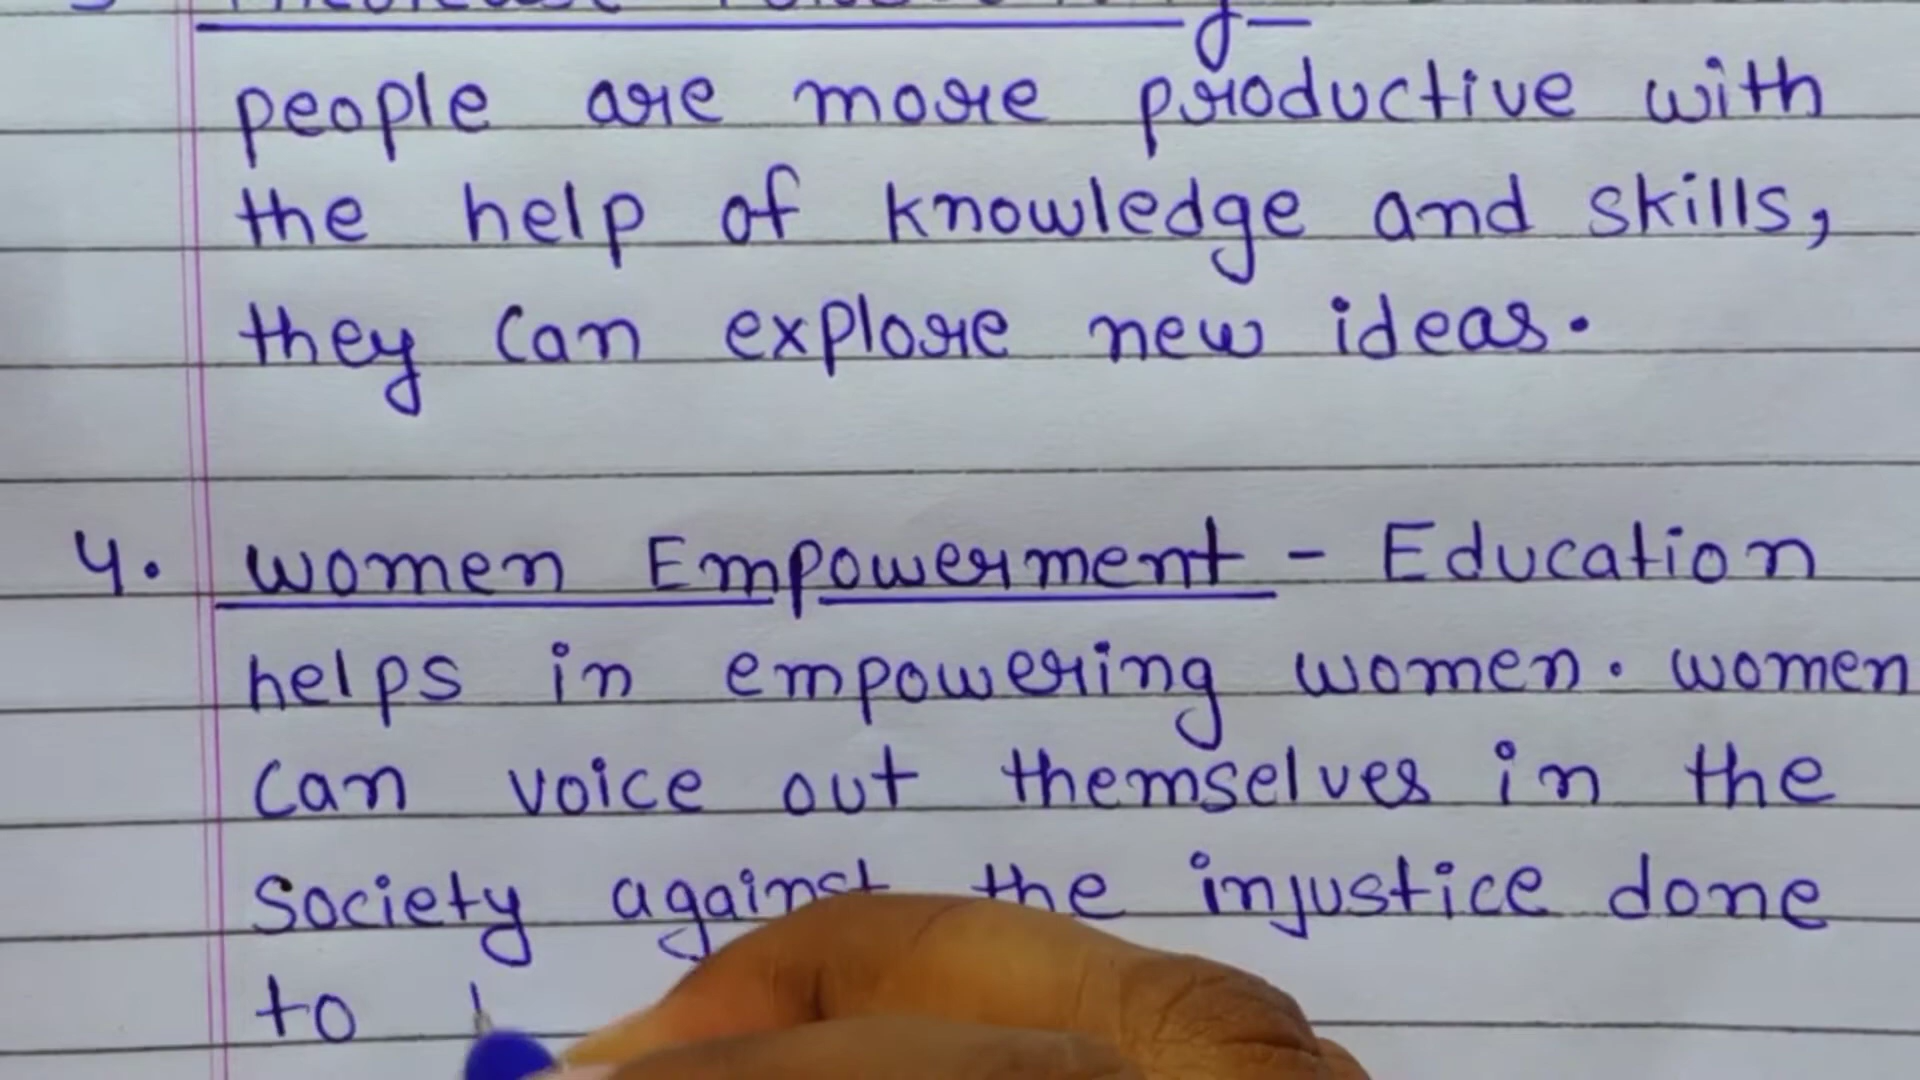 people are more productive with
the help of knowledge and skills,
they can explore new ideas.
4. women Empowerment - Education
helps in empowering women. women
can voice out themselves in the
society against the injustice done
to